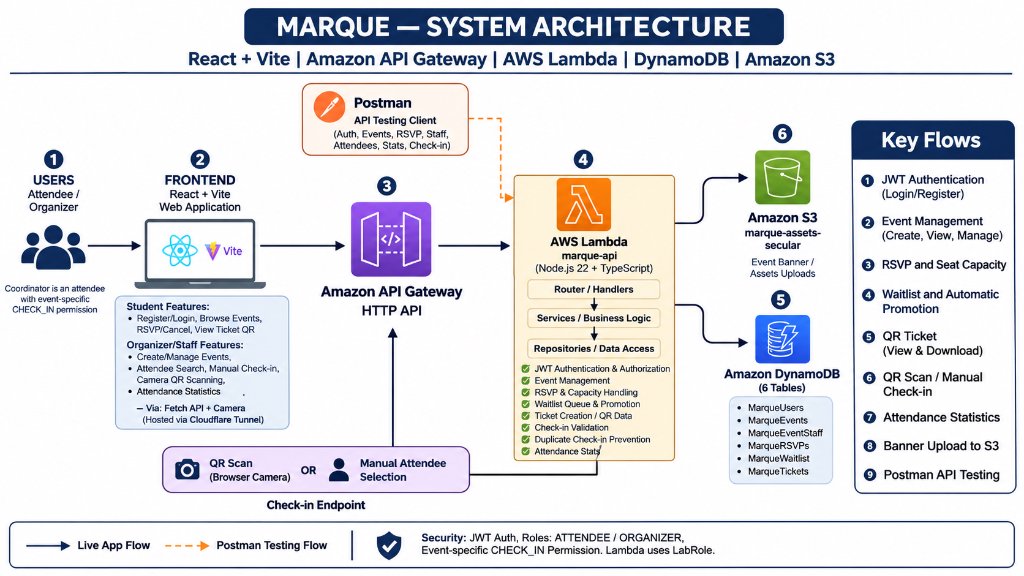 MARQUE — SYSTEM ARCHITECTURE
React + Vite | Amazon API Gateway | AWS Lambda | DynamoDB | Amazon S3
Postman
API Testing Client
(Auth, Events, RSVP, Staff,
Attendees, Stats, Check-in)
1
USERS
Attendee /
Organizer
Coordinator is an attendee
with event-specific
CHECK_IN permission
2
FRONTEND
React + Vite
Web Application
Vite
Student Features:
• Register/Login, Browse Events,
RSVP/Cancel, View Ticket QR
Organizer/Staff Features:
• Create/Manage Events,
• Attendee Search, Manual Check-in,
Camera QR Scanning,
• Attendance Statistics
— Via: Fetch API + Camera
(Hosted via Cloudflare Tunnel)
3
</>
Amazon API Gateway
HTTP API
QR Scan
(Browser Camera)
OR
Manual Attendee
Selection
Check-in Endpoint
4
AWS Lambda
marque-api
(Node.js 22 + TypeScript)
Router / Handlers
Services / Business Logic
Repositories / Data Access
JWT Authentication & Authorization
Event Management
RSVP & Capacity Handling
Waitlist Queue & Promotion
Ticket Creation / QR Data
Check-in Validation
Duplicate Check-in Prevention
Attendance Stats
6
Amazon S3
marque-assets-
secular
Event Banner /
Assets Uploads
5
Amazon DynamoDB
(6 Tables)
• MarqueUsers
• MarqueEvents
• MarqueEventStaff
• MarqueRSVPs
• MarqueWaitlist
• MarqueTickets
Key Flows
1 JWT Authentication
(Login/Register)
2 Event Management
(Create, View, Manage)
3 RSVP and Seat Capacity
4 Waitlist and Automatic
Promotion
5 QR Ticket
(View & Download)
6 QR Scan / Manual
Check-in
7 Attendance Statistics
8 Banner Upload to S3
9 Postman API Testing
Live App Flow
Postman Testing Flow
Security: JWT Auth, Roles: ATTENDEE / ORGANIZER,
Event-specific CHECK_IN Permission. Lambda uses LabRole.